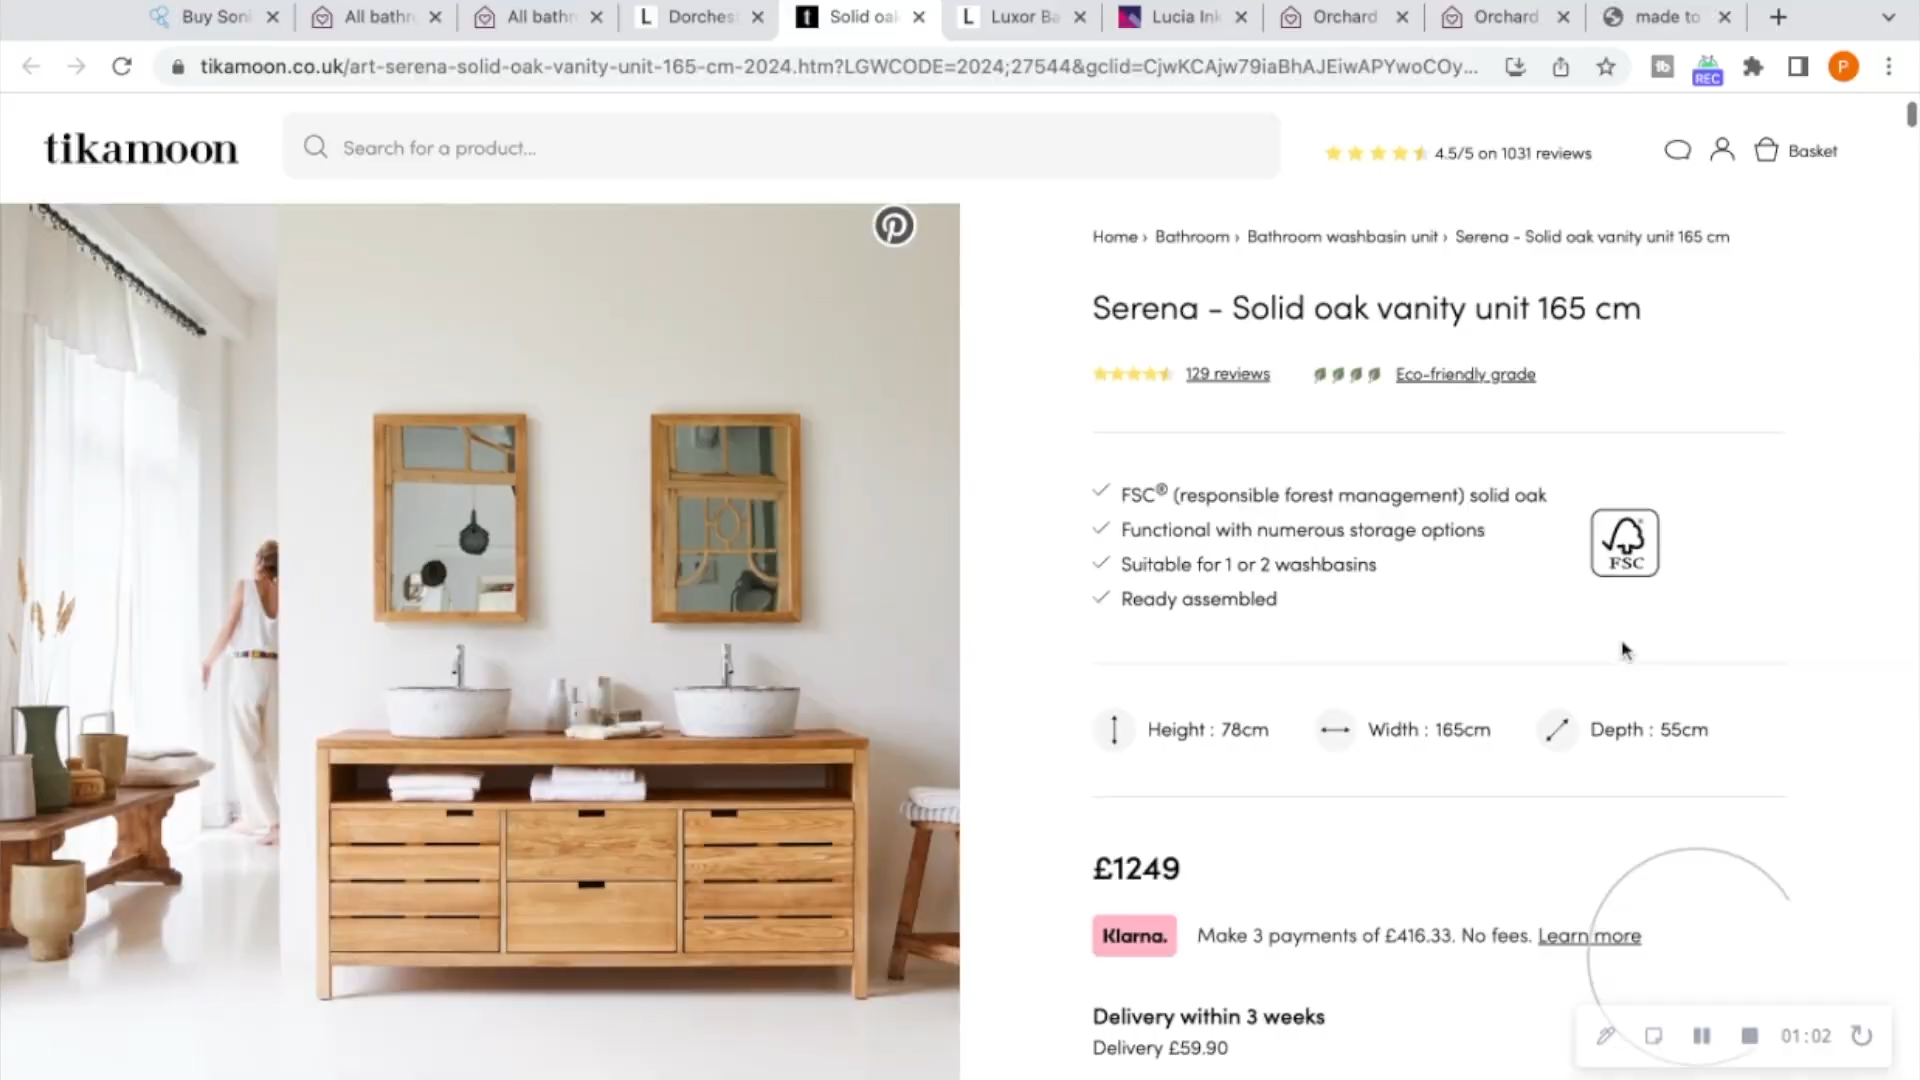 Buy Soni
All bathr
All bathr
L Dorches
t Solid oal
L Luxor Ba
Lucia Ink
Orchard
Orchard
made to
tikamoon.co.uk/art-serena-solid-oak-vanity-unit-165-cm-2024.htm?LGWCODE=2024;27544&gclid=CjwKCAjw79iaBhAJEiwAPYwoCOy...
tb
REC
P
tikamoon
Search for a product...
4.5/5 on 1031 reviews
Basket
Home › Bathroom › Bathroom washbasin unit › Serena - Solid oak vanity unit 165 cm
Serena - Solid oak vanity unit 165 cm
129 reviews
Eco-friendly grade
FSC® (responsible forest management) solid oak
Functional with numerous storage options
Suitable for 1 or 2 washbasins
Ready assembled
FSC
Height : 78cm
Width : 165cm
Depth : 55cm
£1249
Klarna. Make 3 payments of £416.33. No fees. Learn more
Delivery within 3 weeks
Delivery £59.90
01:02